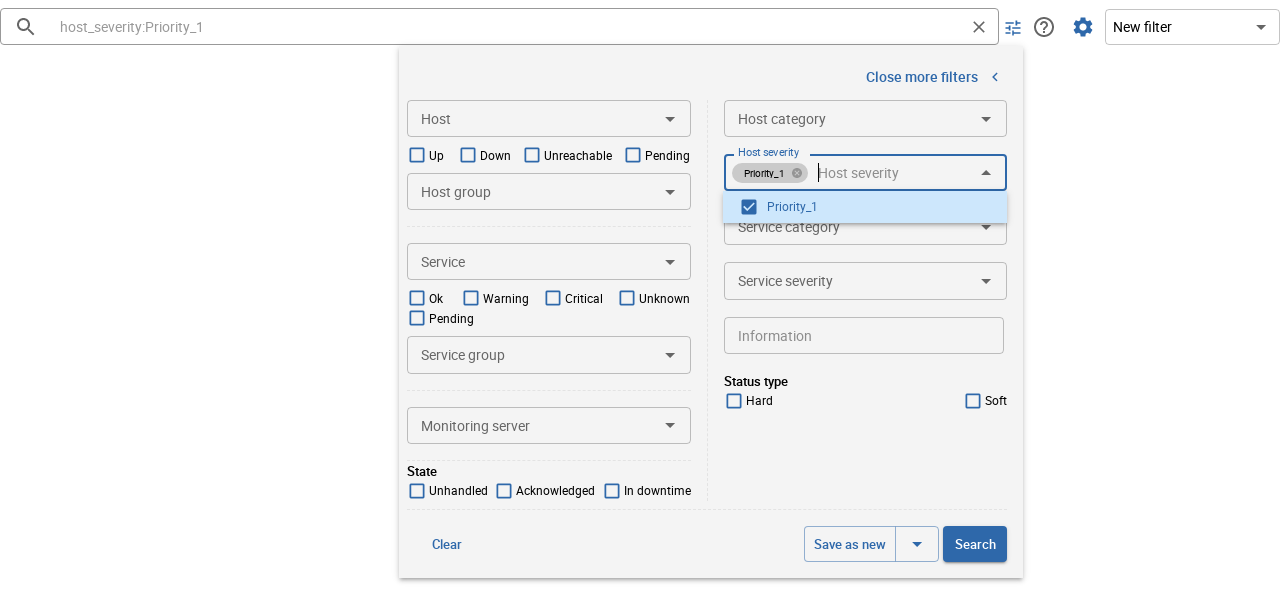 host_severity:Priority_1
New filter
Close more filters
Host
Up Down Unreachable Pending
Host group
Service
Ok Warning Critical Unknown
Pending
Service group
Monitoring server
State
Unhandled Acknowledged In downtime
Host category
Host severity
Priority_1 Host severity
Priority_1
Service category
Service severity
Information
Status type
Hard Soft
Clear
Save as new
Search